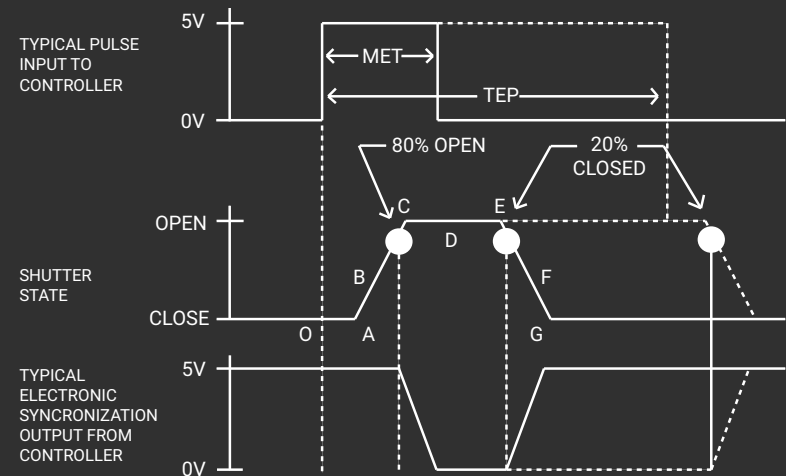 TYPICAL PULSE
INPUT TO
CONTROLLER
5V
0V
MET
TEP
80% OPEN
20%
CLOSED
SHUTTER
STATE
OPEN
CLOSE
O
A
B
C
D
E
F
G
TYPICAL
ELECTRONIC
SYNCRONIZATION
OUTPUT FROM
CONTROLLER
5V
0V